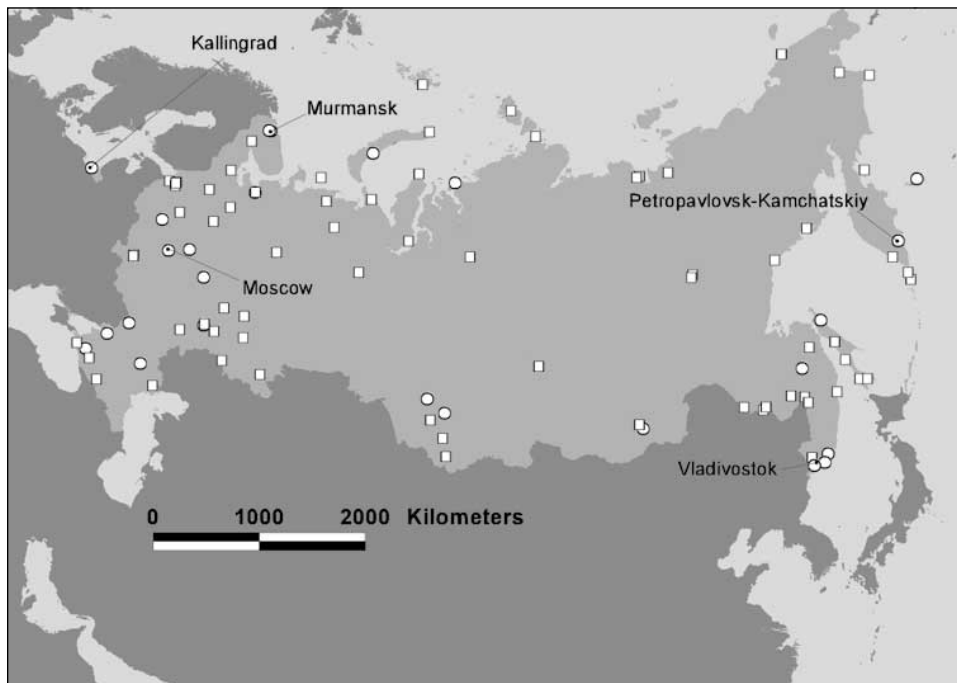 Kallingrad
Murmansk
Petropavlovsk-Kamchatskiy
Moscow
Vladivostok
0 1000 2000 Kilometers